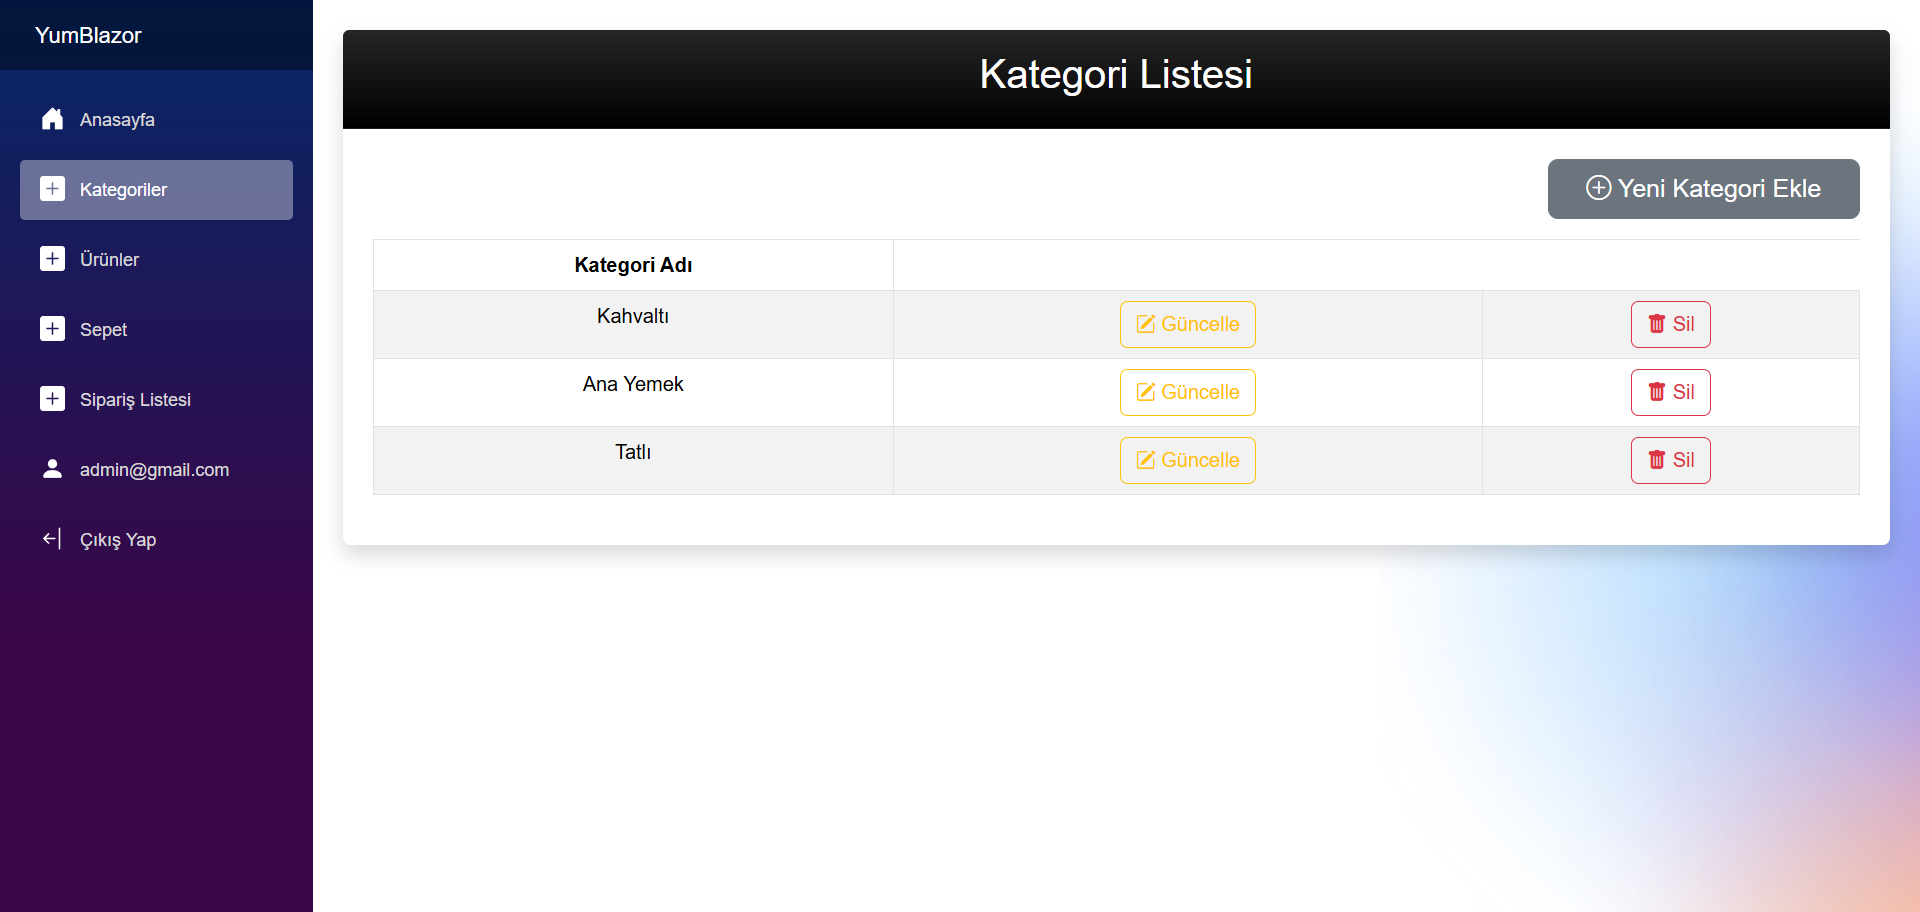 YumBlazor
Anasayfa
Kategoriler
Ürünler
Sepet
Sipariş Listesi
admin@gmail.com
Çıkış Yap
Kategori Listesi
Yeni Kategori Ekle
Kategori Adı
Kahvaltı Güncelle Sil
Ana Yemek Güncelle Sil
Tatlı Güncelle Sil